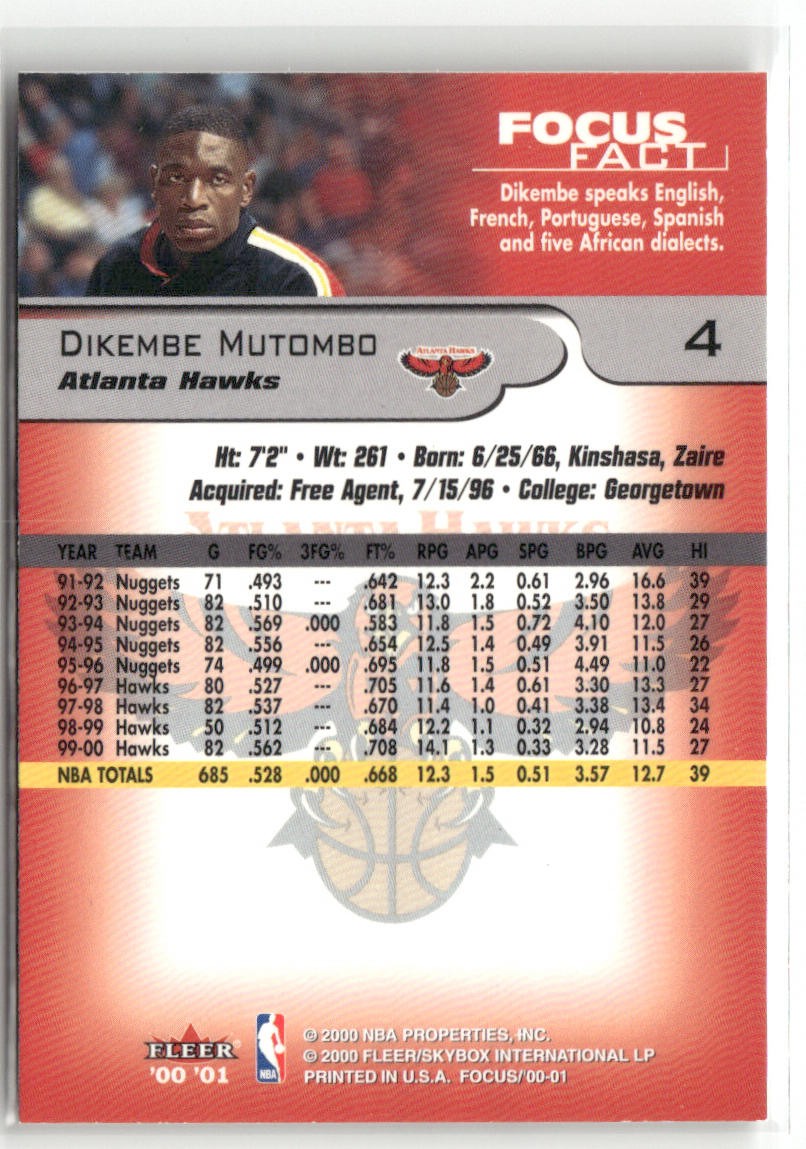 FOCUS
FACT
Dikembe speaks English,
French, Portuguese, Spanish
and five African dialects.
DIKEMBE MUTOMBO
ATLANTA HAWKS
4
Atlanta Hawks
Ht: 7'2" • Wt: 261 • Born: 6/25/66, Kinshasa, Zaire
Acquired: Free Agent, 7/15/96 • College: Georgetown
ATLANTA HAWKS
YEAR TEAM G FG% 3FG% FT% RPG APG SPG BPG AVG HI
91-92 Nuggets 71 .493 --- .642 12.3 2.2 0.61 2.96 16.6 39
92-93 Nuggets 82 .510 --- .681 13.0 1.8 0.52 3.50 13.8 29
93-94 Nuggets 82 .569 .000 .583 11.8 1.5 0.72 4.10 12.0 27
94-95 Nuggets 82 .556 --- .654 12.5 1.4 0.49 3.91 11.5 26
95-96 Nuggets 74 .499 .000 .695 11.8 1.5 0.51 4.49 11.0 22
96-97 Hawks 80 .527 --- .705 11.6 1.4 0.61 3.30 13.3 27
97-98 Hawks 82 .537 --- .670 11.4 1.0 0.41 3.38 13.4 34
98-99 Hawks 50 .512 --- .684 12.2 1.1 0.32 2.94 10.8 24
99-00 Hawks 82 .562 --- .708 14.1 1.3 0.33 3.28 11.5 27
NBA TOTALS 685 .528 .000 .668 12.3 1.5 0.51 3.57 12.7 39
FLEER
'00 '01
NBA
© 2000 NBA PROPERTIES, INC.
© 2000 FLEER/SKYBOX INTERNATIONAL LP
PRINTED IN U.S.A. FOCUS/'00-01